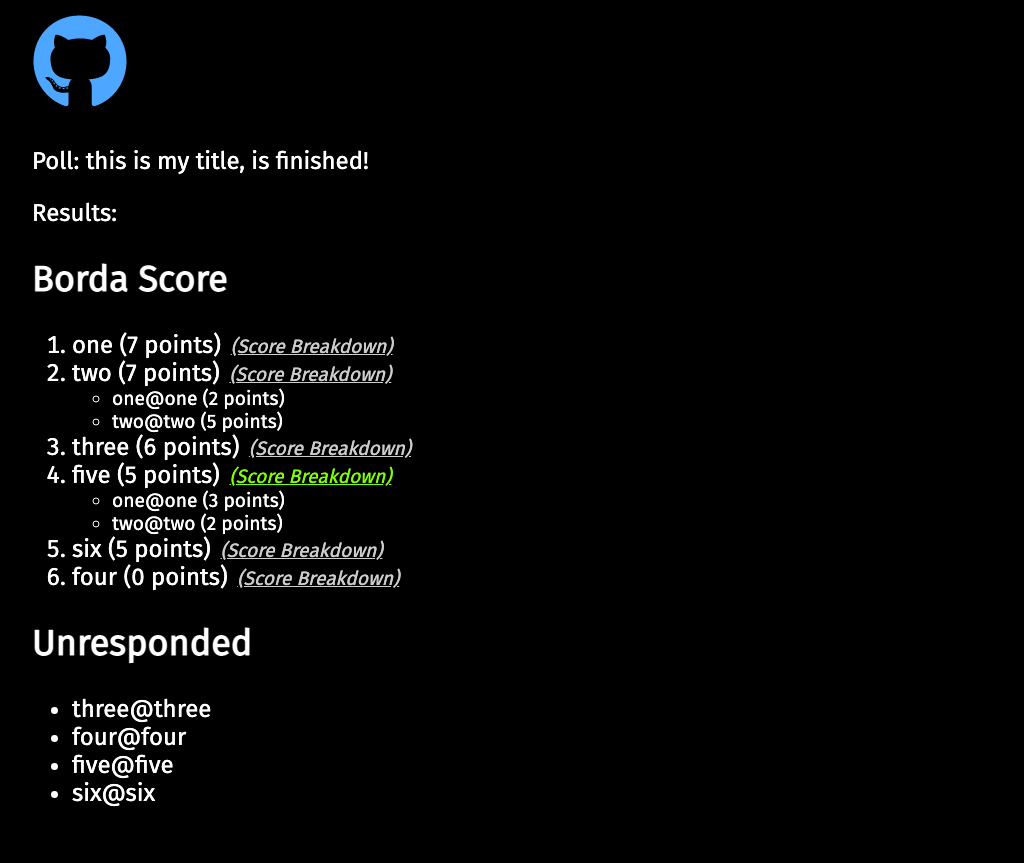 Poll: this is my title, is finished!
Results:
Borda Score
1. one (7 points) (Score Breakdown)
2. two (7 points) (Score Breakdown)
one@one (2 points)
two@two (5 points)
3. three (6 points) (Score Breakdown)
4. five (5 points) (Score Breakdown)
one@one (3 points)
two@two (2 points)
5. six (5 points) (Score Breakdown)
6. four (0 points) (Score Breakdown)
Unresponded
three@three
four@four
five@five
six@six